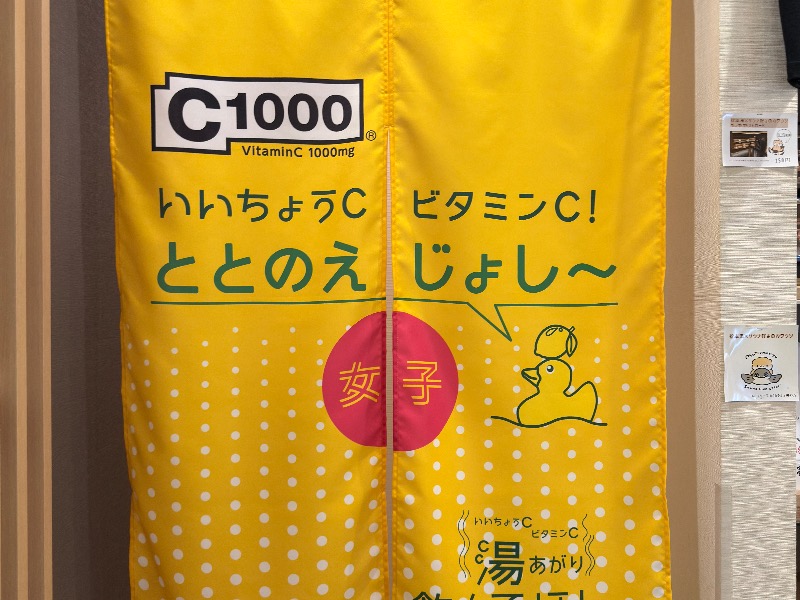 C1000®
VitaminC 1000mg
いいちょうC ビタミンC!
ととのえ じょし〜
女子
いいちょうC
ビタミンC
湯あがり